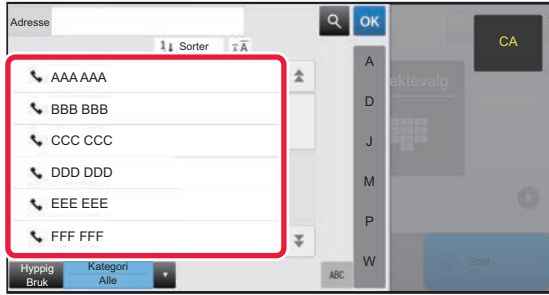 Adresse
OK
CA
Sorter
A
AAA AAA
BBB BBB
CCC CCC
DDD DDD
EEE EEE
FFF FFF
A
D
J
M
P
W
ektevalg
Hyppig
Bruk
Kategori
Alle
ABC
Start